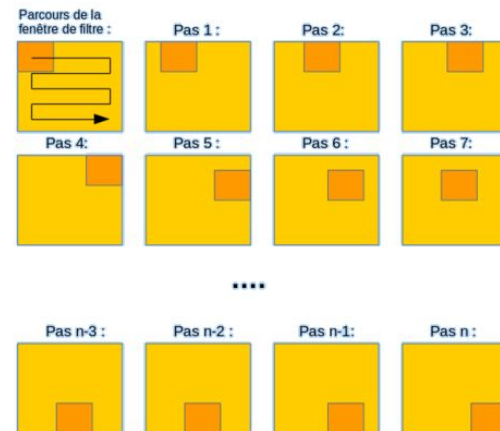 Parcours de la
fenêtre de filtre :
Pas 1 :
Pas 2:
Pas 3:
Pas 4:
Pas 5 :
Pas 6 :
Pas 7:
....
Pas n-3 :
Pas n-2 :
Pas n-1:
Pas n :